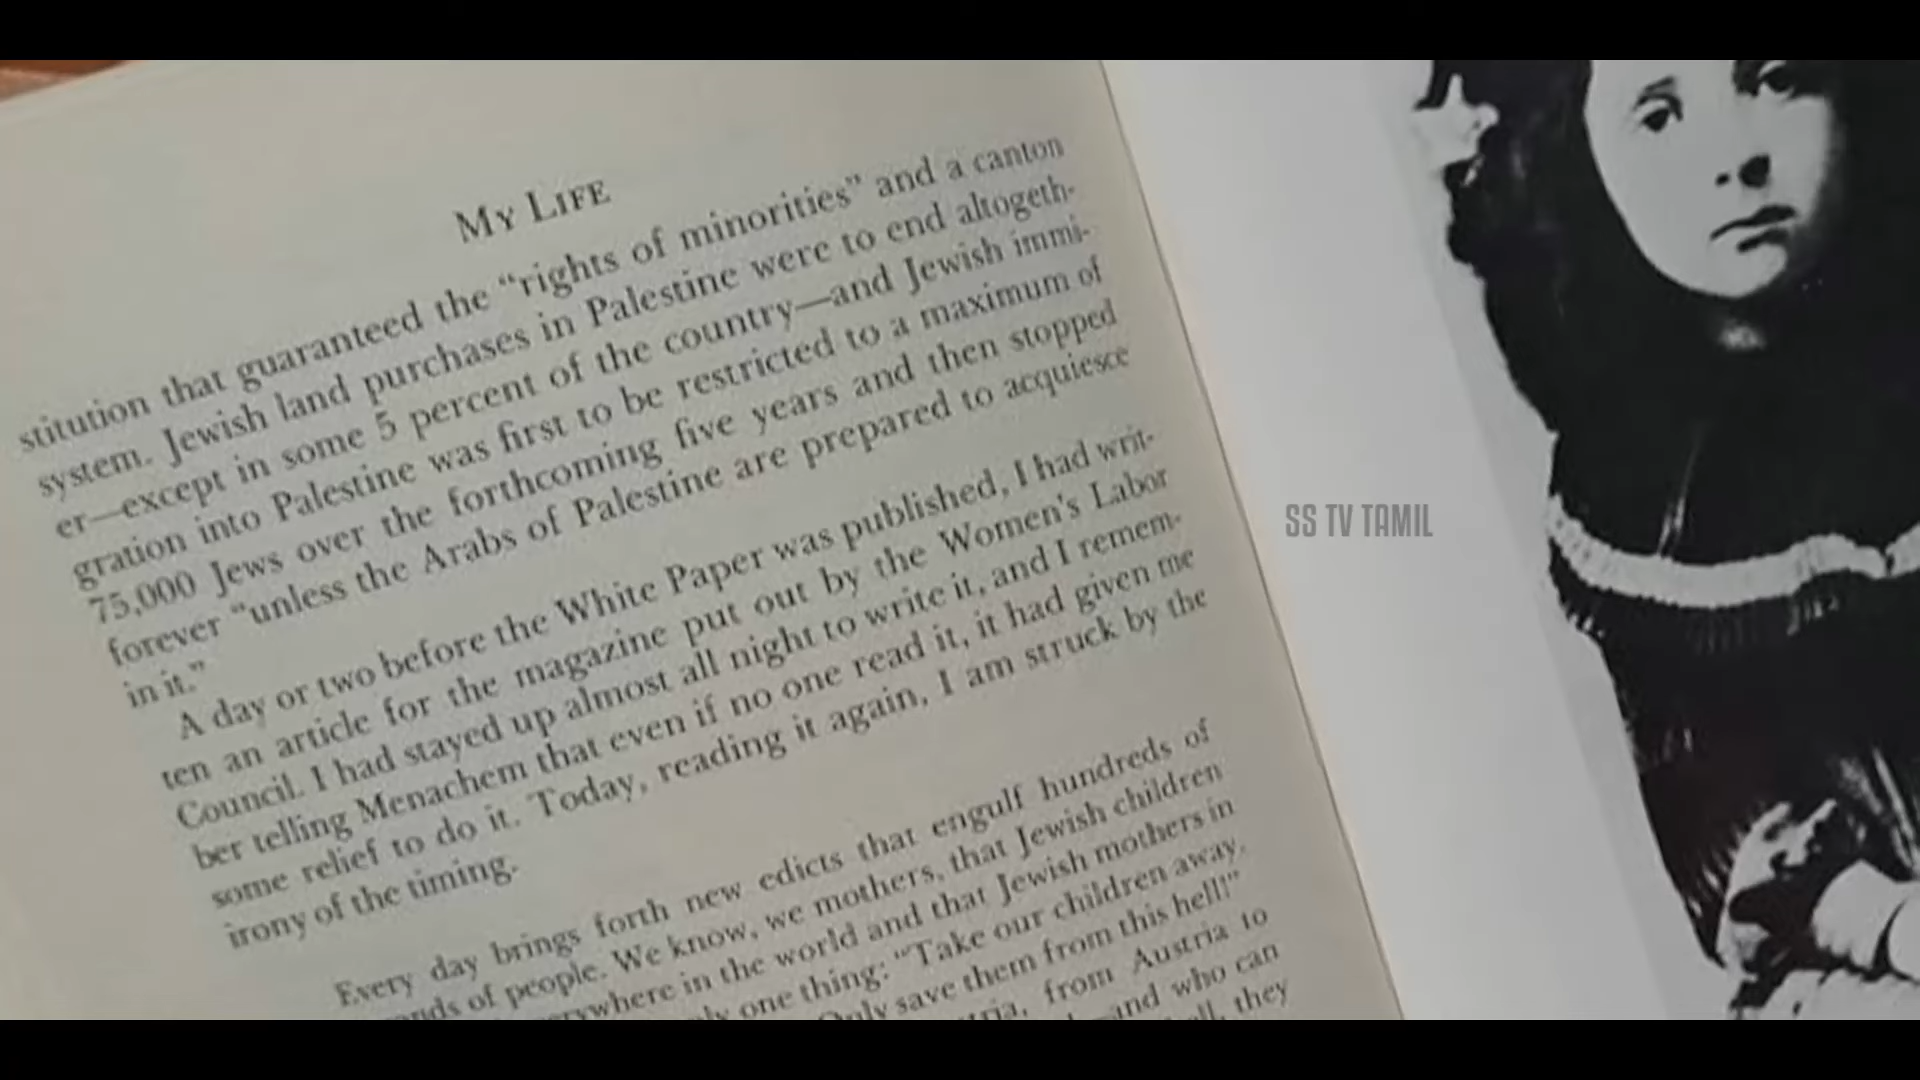 MY LIFE
stitution that guaranteed the “rights of minorities” and a canton
system. Jewish land purchases in Palestine were to end altogeth-
er—except in some 5 percent of the country—and Jewish immi-
gration into Palestine was first to be restricted to a maximum of
75,000 Jews over the forthcoming five years and then stopped
forever “unless the Arabs of Palestine are prepared to acquiesce
in it.”
A day or two before the White Paper was published, I had writ-
ten an article for the magazine put out by the Women's Labor
Council. I had stayed up almost all night to write it, and I remem-
ber telling Menachem that even if no one read it, it had given me
some relief to do it. Today, reading it again, I am struck by the
irony of the timing.
Every day brings forth new edicts that engulf hundreds of
of people. We know, we mothers, that Jewish children
in the world and that Jewish mothers in
one thing: “Take our children away.
Only save them from this hell!”
from Austria to
and who can
they
SS TV TAMIL